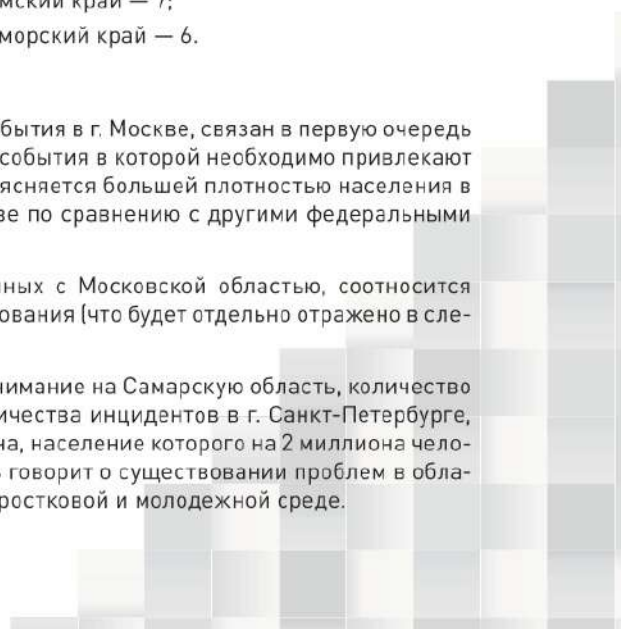 мский край — 7;
морский край — 6.
бытия в г. Москве, связан в первую очередь
события в которой необходимо привлекают
ясняется большей плотностью населения в
ве по сравнению с другими федеральными
ных с Московской областью, соотносится
ования (что будет отдельно отражено в сле-
нимание на Самарскую область, количество
ичества инцидентов в г. Санкт-Петербурге,
на, население которого на 2 миллиона чело-
ь говорит о существовании проблем в обла-
ростковой и молодежной среде.